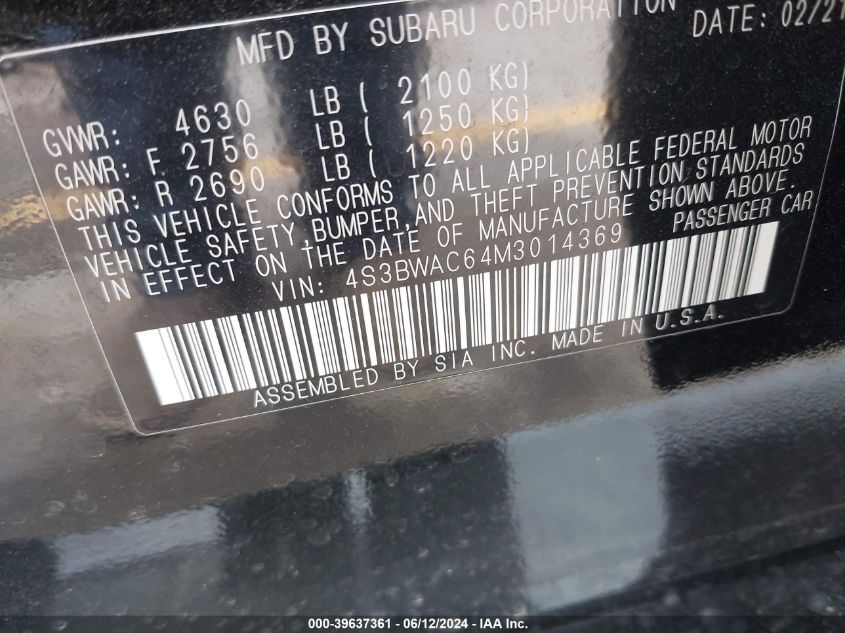 MFD BY SUBARU CORPORATION DATE: 02/21
GVWR: 4630 LB ( 2100 KG)
GAWR: F 2756 LB ( 1250 KG)
GAWR: R 2690 LB ( 1220 KG)
THIS VEHICLE CONFORMS TO ALL APPLICABLE FEDERAL MOTOR
VEHICLE SAFETY,BUMPER,AND THEFT PREVENTION STANDARDS
IN EFFECT ON THE DATE OF MANUFACTURE SHOWN ABOVE.
VIN: 4S3BWAC64M3014369 PASSENGER CAR
ASSEMBLED BY SIA INC. MADE IN U.S.A.
000-39637361 - 06/12/2024 - IAA Inc.